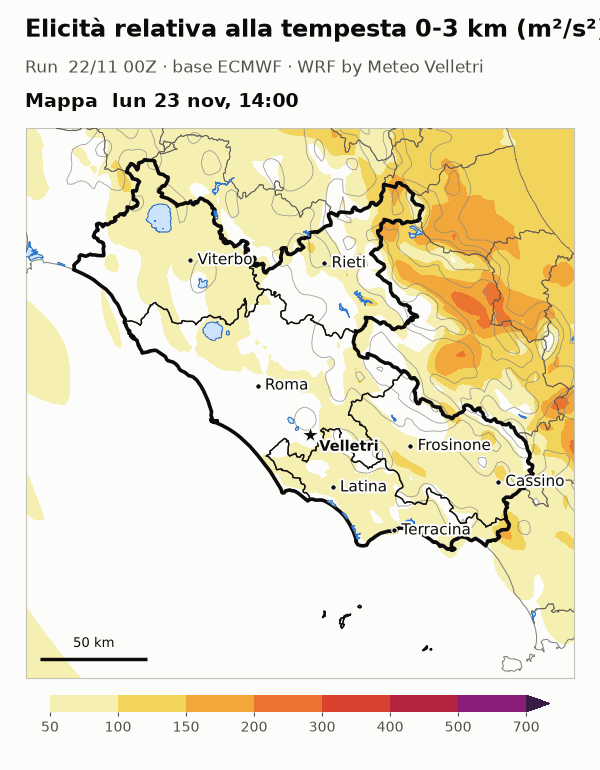 Elicità relativa alla tempesta 0-3 km (m²/s²)
Run  22/11 00Z · base ECMWF · WRF by Meteo Velletri
Mappa  lun 23 nov, 14:00
Viterbo
Rieti
Roma
Velletri
Frosinone
Latina
Cassino
Terracina
50 km
50 100 150 200 300 400 500 700